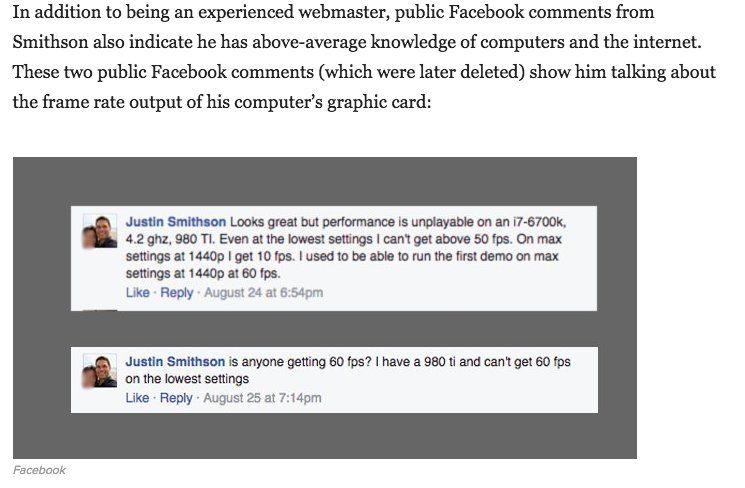 In addition to being an experienced webmaster, public Facebook comments from
Smithson also indicate he has above-average knowledge of computers and the internet.
These two public Facebook comments (which were later deleted) show him talking about
the frame rate output of his computer’s graphic card:
Justin Smithson Looks great but performance is unplayable on an i7-6700k,
4.2 ghz, 980 TI. Even at the lowest settings I can't get above 50 fps. On max
settings at 1440p I get 10 fps. I used to be able to run the first demo on max
settings at 1440p at 60 fps.
Like · Reply · August 24 at 6:54pm
Justin Smithson is anyone getting 60 fps? I have a 980 ti and can't get 60 fps
on the lowest settings
Like · Reply · August 25 at 7:14pm
Facebook